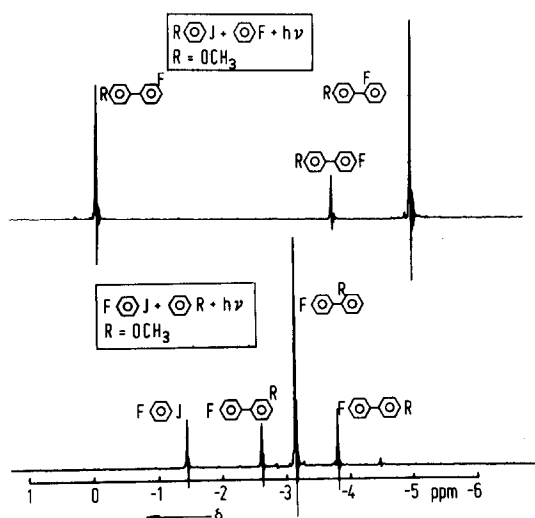 R J + F + hν
R = OCH₃
F
R
F
R
R F
F J + R + hν
R = OCH₃
R
F
F J
R
F
F R
1 0 -1 -2 -3 -4 -5 ppm -6
δ